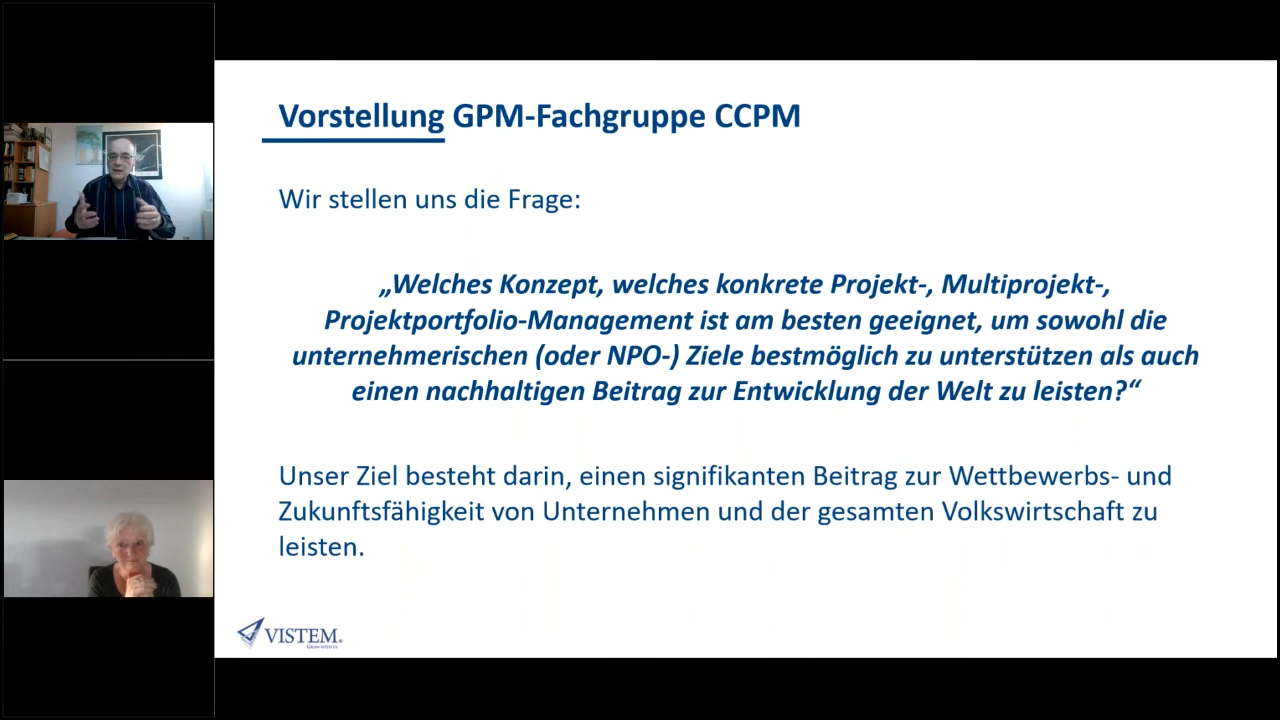 Vorstellung GPM-Fachgruppe CCPM
Wir stellen uns die Frage:
„Welches Konzept, welches konkrete Projekt-, Multiprojekt-,
Projektportfolio-Management ist am besten geeignet, um sowohl die
unternehmerischen (oder NPO-) Ziele bestmöglich zu unterstützen als auch
einen nachhaltigen Beitrag zur Entwicklung der Welt zu leisten?“
Unser Ziel besteht darin, einen signifikanten Beitrag zur Wettbewerbs- und
Zukunftsfähigkeit von Unternehmen und der gesamten Volkswirtschaft zu
leisten.
VISTEM®